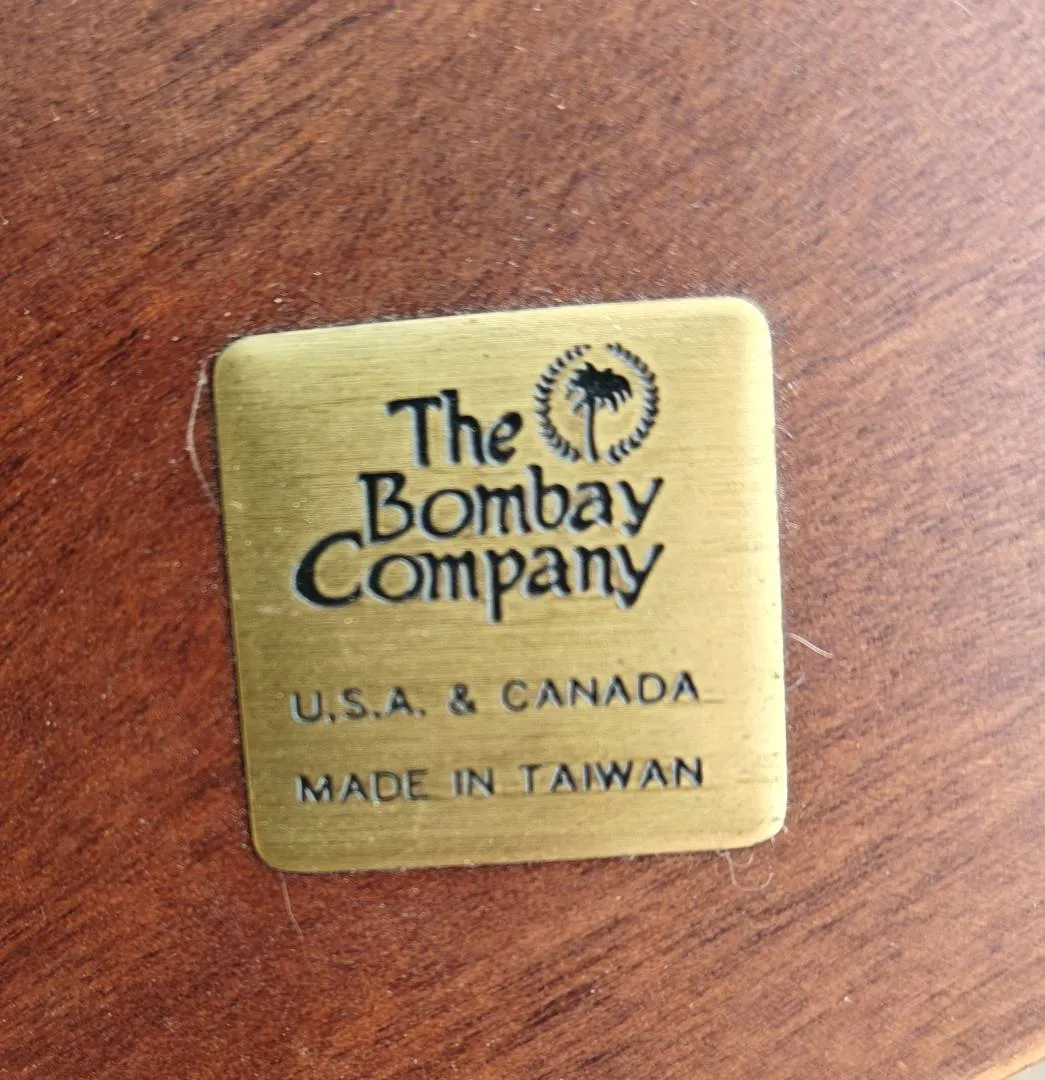 The
Bombay
Company
U.S.A. & CANADA
MADE IN TAIWAN